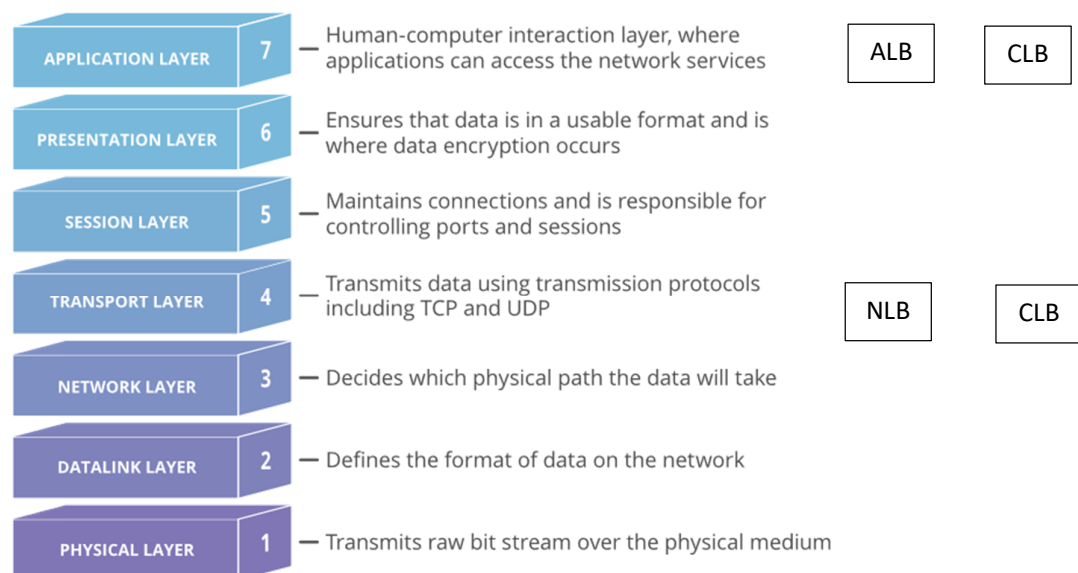 APPLICATION LAYER 7 Human-computer interaction layer, where
applications can access the network services
ALB CLB
PRESENTATION LAYER 6 Ensures that data is in a usable format and is
where data encryption occurs
SESSION LAYER 5 Maintains connections and is responsible for
controlling ports and sessions
TRANSPORT LAYER 4 Transmits data using transmission protocols
including TCP and UDP
NLB CLB
NETWORK LAYER 3 Decides which physical path the data will take
DATALINK LAYER 2 Defines the format of data on the network
PHYSICAL LAYER 1 Transmits raw bit stream over the physical medium